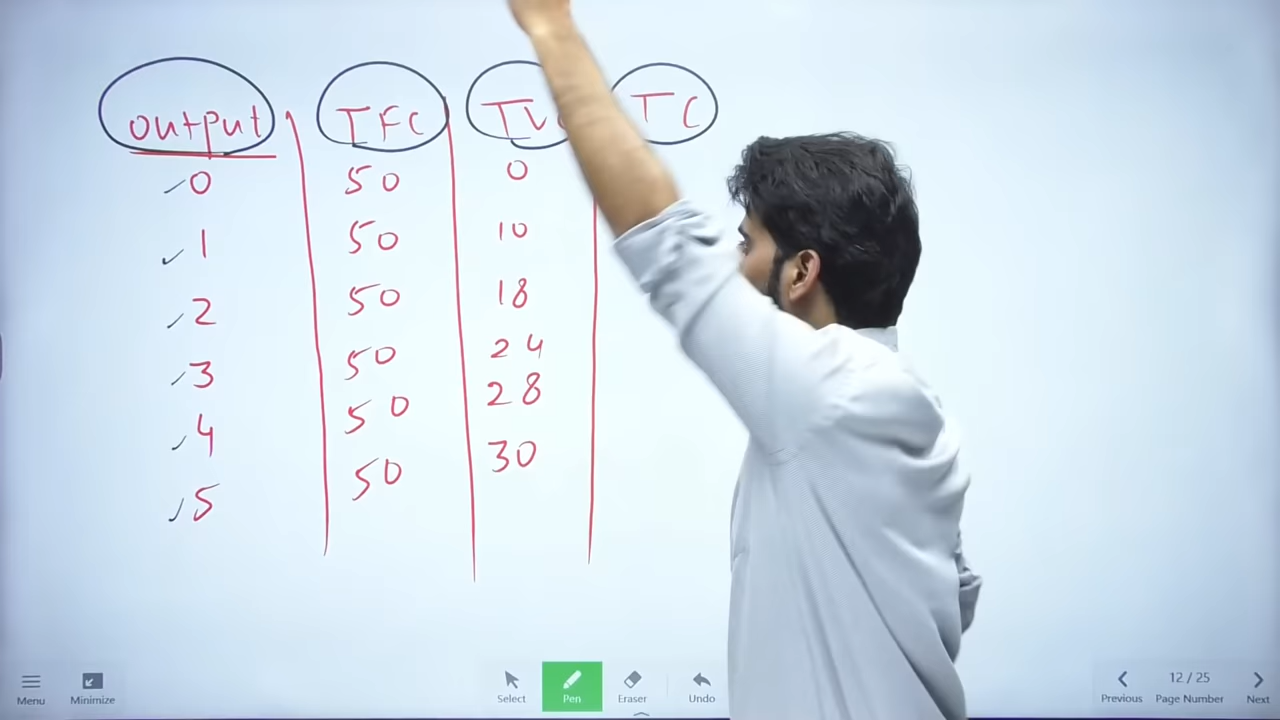 output TFC TV TC
0 50 0
1 50 10
2 50 18
3 50 24
4 50 28
5 50 30
Menu Minimize Select Pen Eraser Undo Previous 12 / 25 Page Number Next